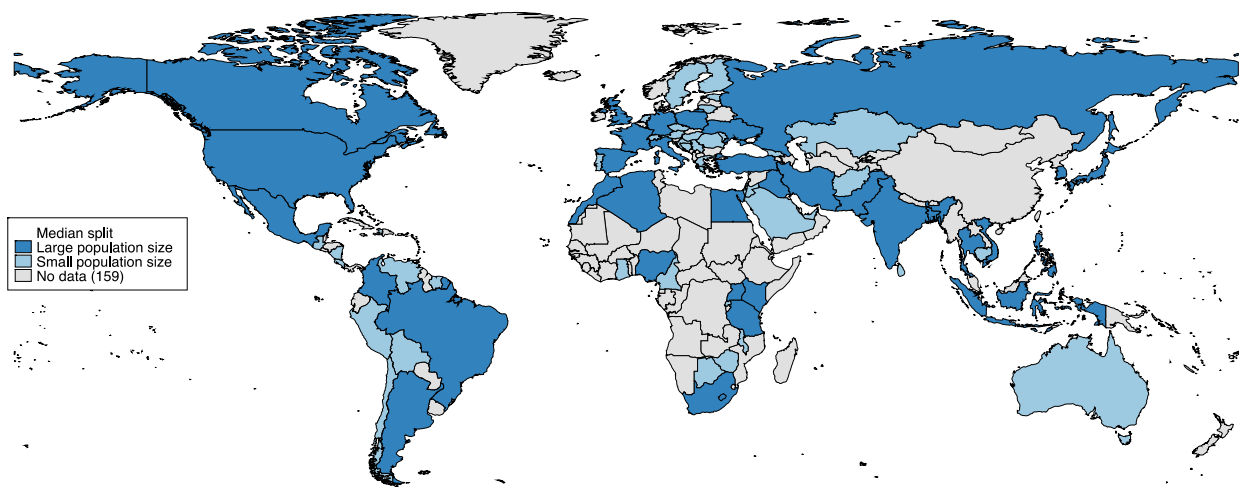 Median split
Large population size
Small population size
No data (159)